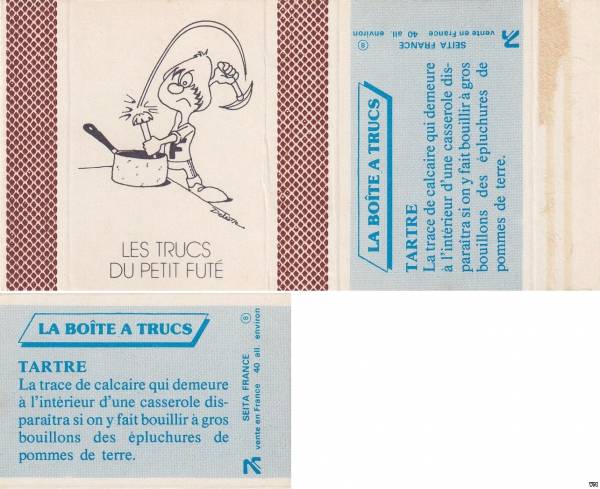 LES TRUCS
DU PETIT FUTÉ
LA BOÎTE A TRUCS
TARTRE
La trace de calcaire qui demeure
à l'intérieur d'une casserole dis-
paraîtra si on y fait bouillir à gros
bouillons des épluchures de
pommes de terre.
SEITA FRANCE
vente en France 40 all. environ
8
LA BOÎTE A TRUCS
TARTRE
La trace de calcaire qui demeure
à l'intérieur d'une casserole dis-
paraîtra si on y fait bouillir à gros
bouillons des épluchures de
pommes de terre.
SEITA FRANCE
vente en France 40 all. environ
8